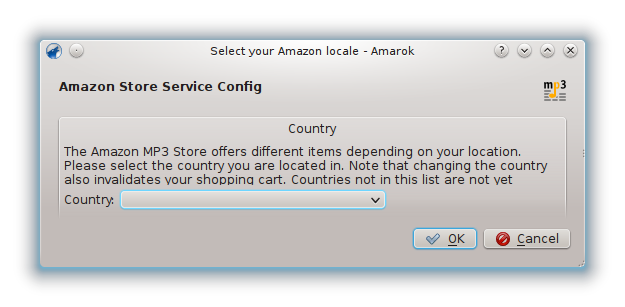 Select your Amazon locale - Amarok
Amazon Store Service Config
mp3
Country
The Amazon MP3 Store offers different items depending on your location.
Please select the country you are located in. Note that changing the country
also invalidates your shopping cart. Countries not in this list are not yet
Country:
OK
Cancel